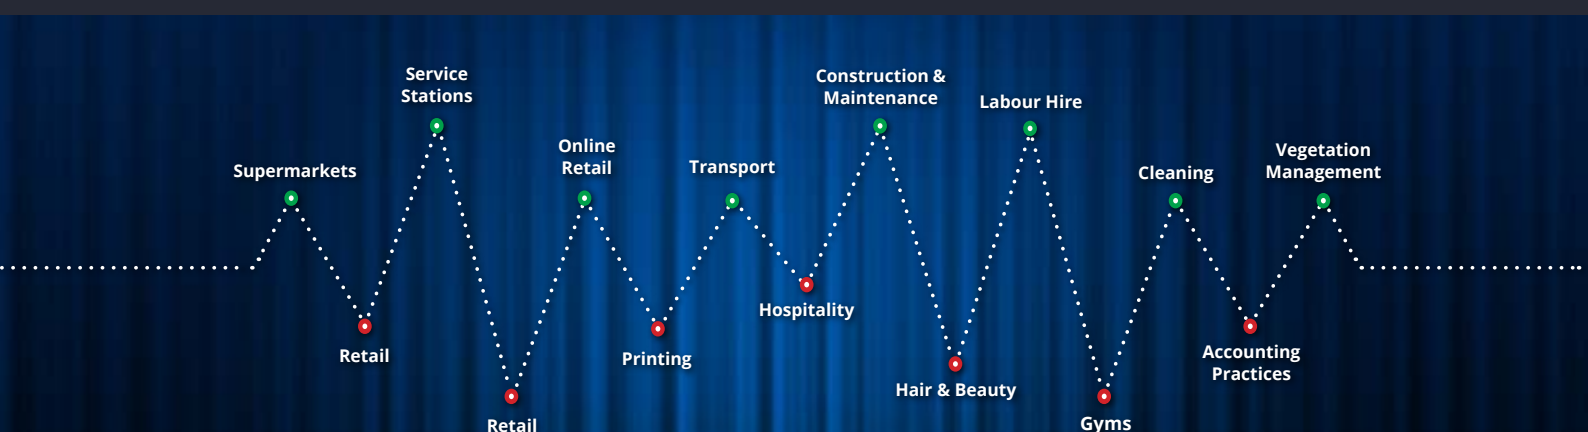 Supermarkets
Retail
Service
Stations
Retail
Online
Retail
Printing
Transport
Hospitality
Construction &
Maintenance
Hair & Beauty
Labour Hire
Gyms
Cleaning
Accounting
Practices
Vegetation
Management